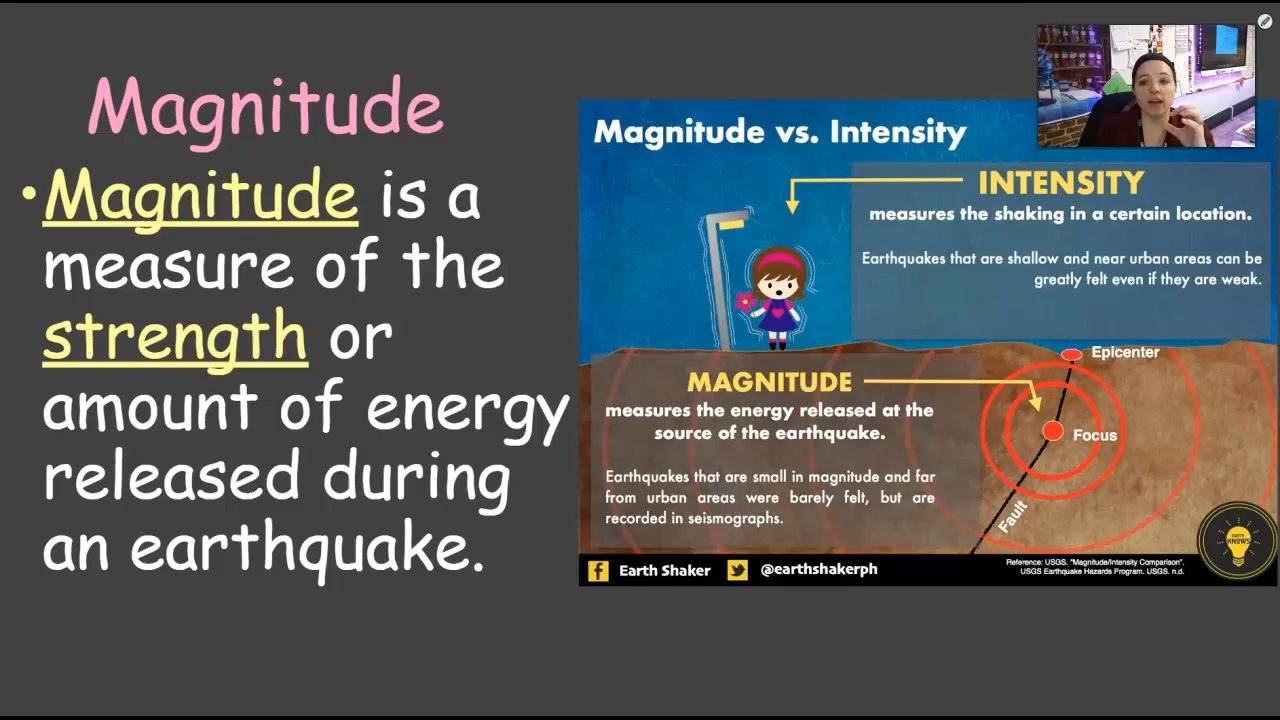 Magnitude
•Magnitude is a
measure of the
strength or
amount of energy
released during
an earthquake.
Magnitude vs. Intensity
INTENSITY
measures the shaking in a certain location.
Earthquakes that are shallow and near urban areas can be
greatly felt even if they are weak.
Epicenter
MAGNITUDE
measures the energy released at the
source of the earthquake.
Focus
Earthquakes that are small in magnitude and far
from urban areas were barely felt, but are
recorded in seismographs.
Fault
EARTH
KNOWS
f Earth Shaker
@earthshakerph
Reference: USGS. "Magnitude/Intensity Comparison".
USGS Earthquake Hazards Program. USGS. n.d.